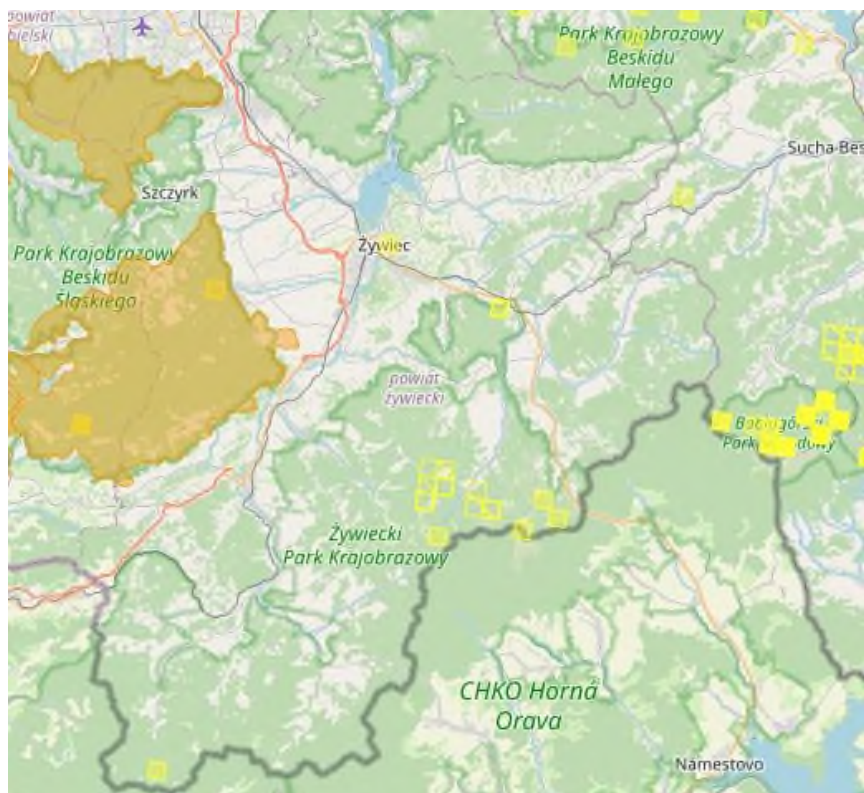 powiat
bielski
Park Krajobrazowy
Beskidu
Małego
Sucha Bes
Szczyrk
Żywiec
Park Krajobrazowy
Beskidu
Śląskiego
powiat
żywiecki
Żywiecki
Park Krajobrazowy
CHKO Horná
Orava
Namestovo